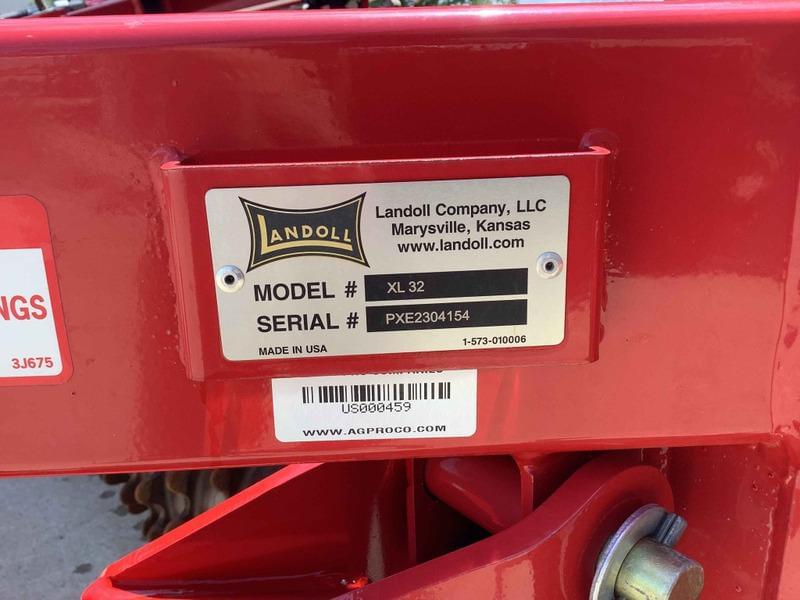 LANDOLL
Landoll Company, LLC
Marysville, Kansas
www.landoll.com
MODEL # XL 32
SERIAL # PXE2304154
MADE IN USA
1-573-010006
NGS
3J675
US000459
WWW.AGPROCO.COM